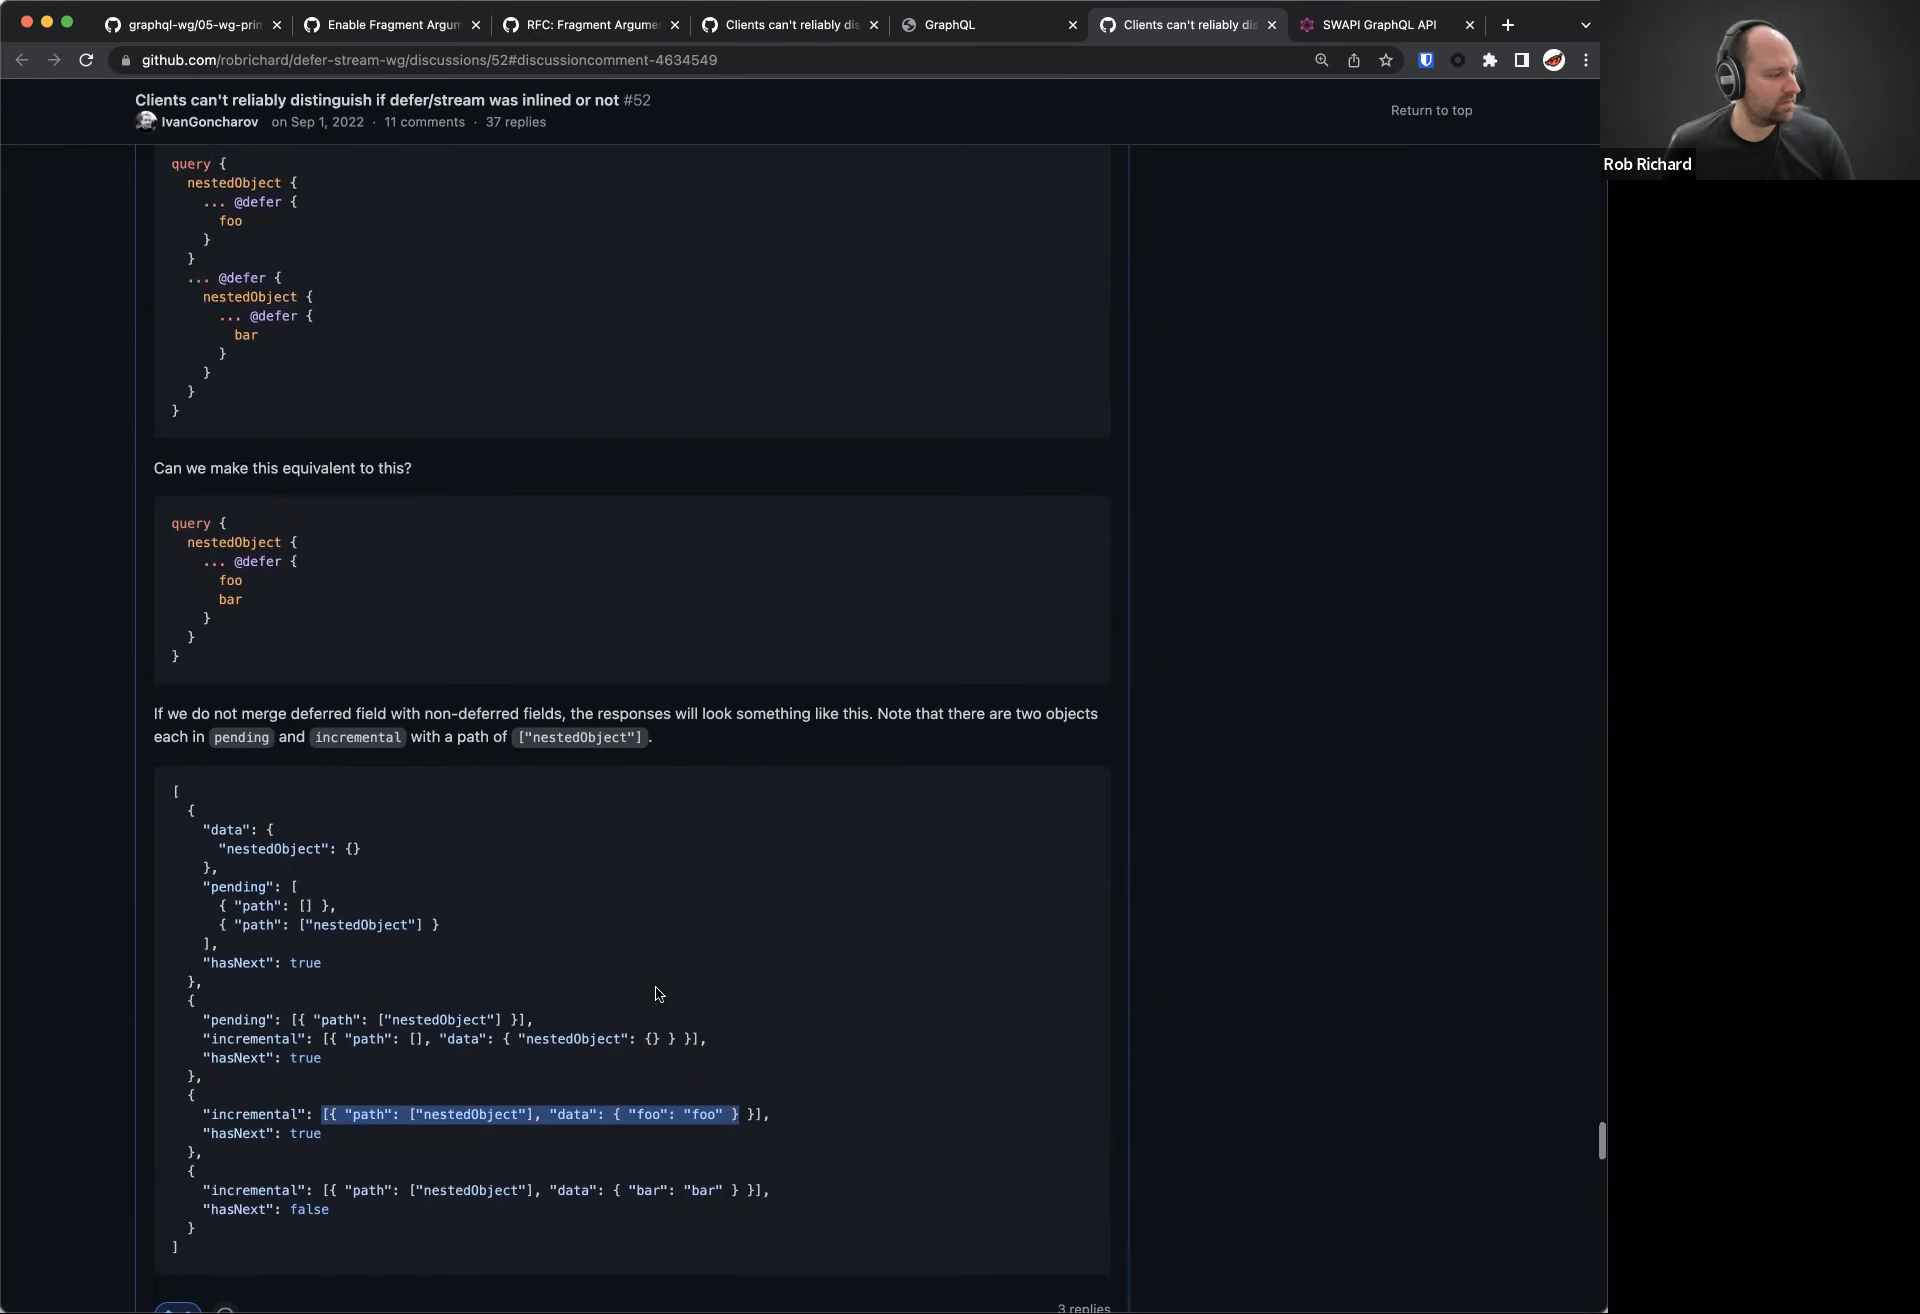 graphql-wg/05-wg-prin
Enable Fragment Argum
RFC: Fragment Argume
Clients can't reliably dis
GraphQL
Clients can't reliably dis
SWAPI GraphQL API
github.com/robrichard/defer-stream-wg/discussions/52#discussioncomment-4634549
Clients can't reliably distinguish if defer/stream was inlined or not #52
IvanGoncharov on Sep 1, 2022 · 11 comments · 37 replies
Return to top
Rob Richard
query {
nestedObject {
... @defer {
foo
}
}
... @defer {
nestedObject {
... @defer {
bar
}
}
}
}
Can we make this equivalent to this?
query {
nestedObject {
... @defer {
foo
bar
}
}
}
If we do not merge deferred field with non-deferred fields, the responses will look something like this. Note that there are two objects
each in pending and incremental with a path of ["nestedObject"].
[
{
"data": {
"nestedObject": {}
},
"pending": [
{ "path": [] },
{ "path": ["nestedObject"] }
],
"hasNext": true
},
{
"pending": [{ "path": ["nestedObject"] }],
"incremental": [{ "path": [], "data": { "nestedObject": {} } }],
"hasNext": true
},
{
"incremental": [{ "path": ["nestedObject"], "data": { "foo": "foo" } }],
"hasNext": true
},
{
"incremental": [{ "path": ["nestedObject"], "data": { "bar": "bar" } }],
"hasNext": false
}
]
3 replies